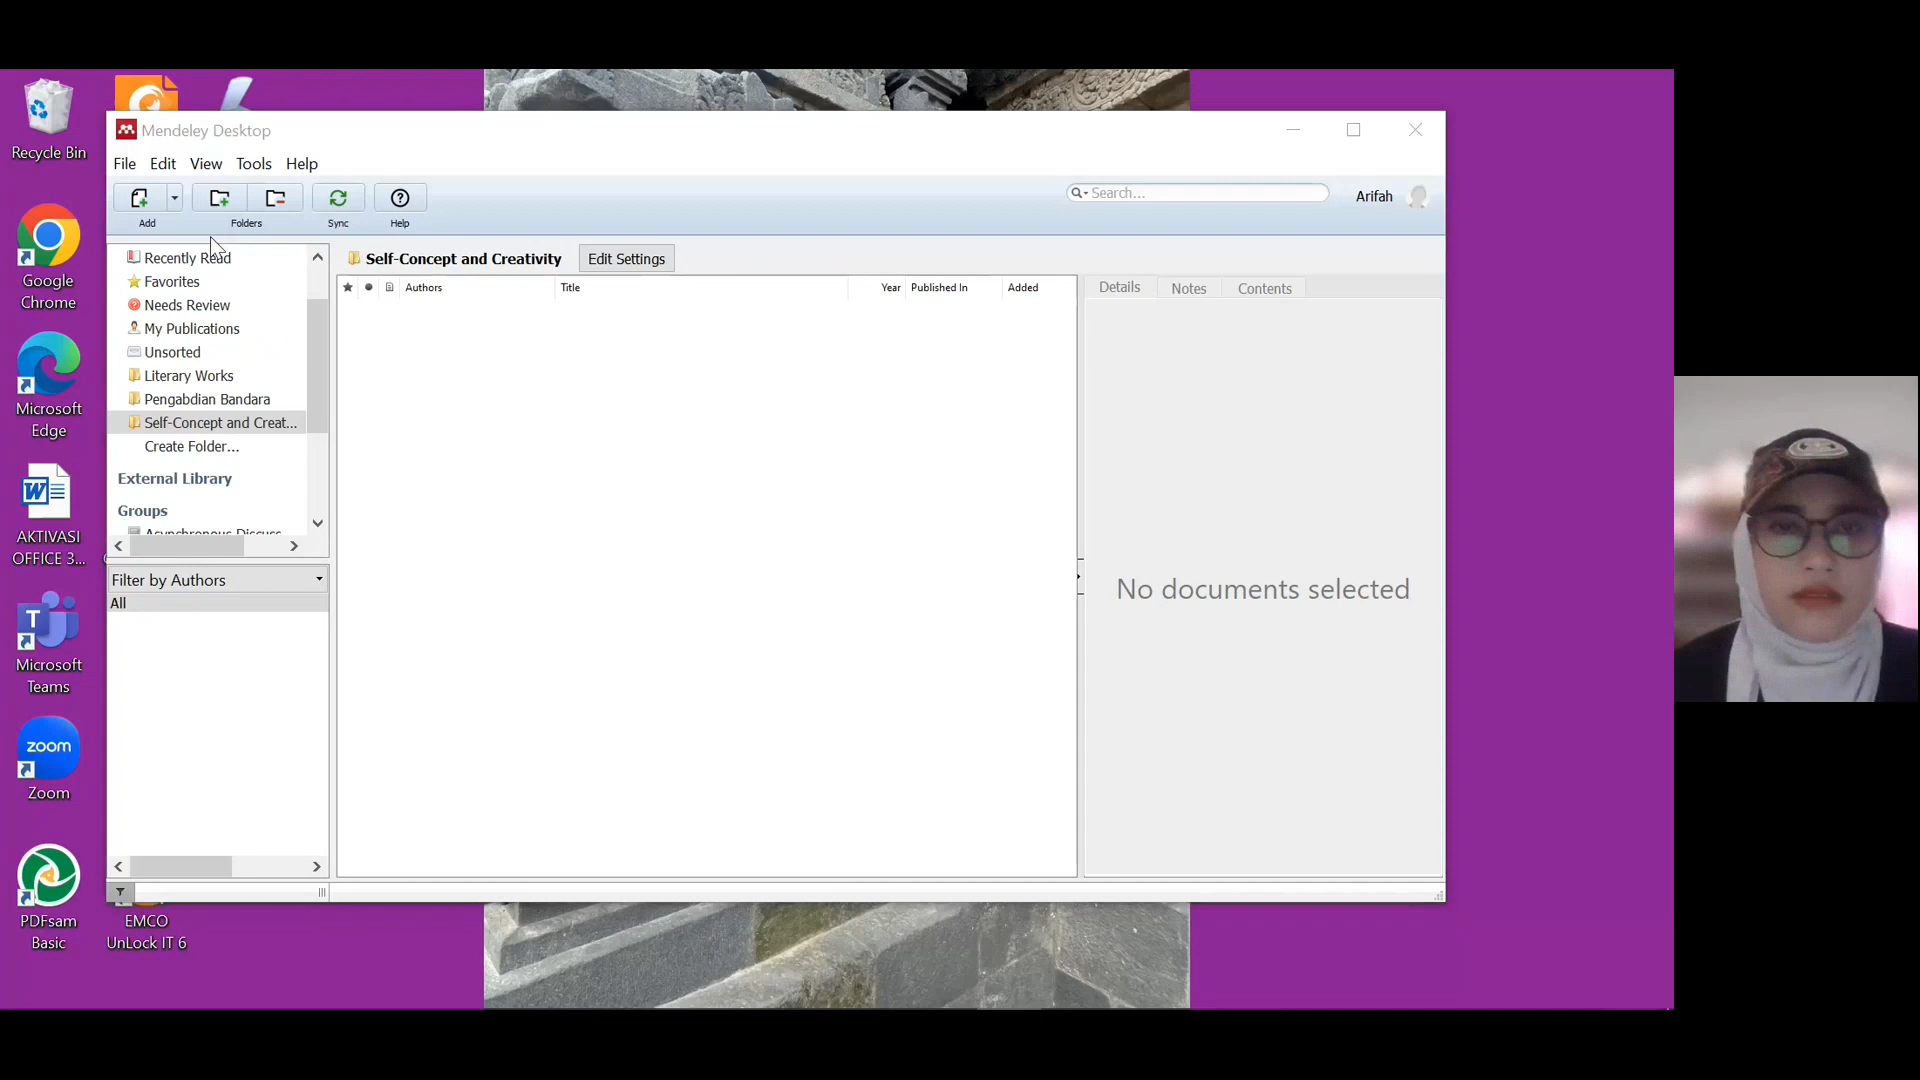 Recycle Bin
Google
Chrome
Microsoft
Edge
AKTIVASI
OFFICE 3...
Microsoft
Teams
zoom
Zoom
PDFsam
Basic
EMCO
UnLock IT 6
Mendeley Desktop
File Edit View Tools Help
Add Folders Sync Help
Search...
Arifah
Recently Read
Favorites
Needs Review
My Publications
Unsorted
Literary Works
Pengabdian Bandara
Self-Concept and Creat...
Create Folder...
External Library
Groups
Asynchronous Discuss...
Filter by Authors
All
Self-Concept and Creativity
Edit Settings
Authors Title Year Published In Added
Details Notes Contents
No documents selected